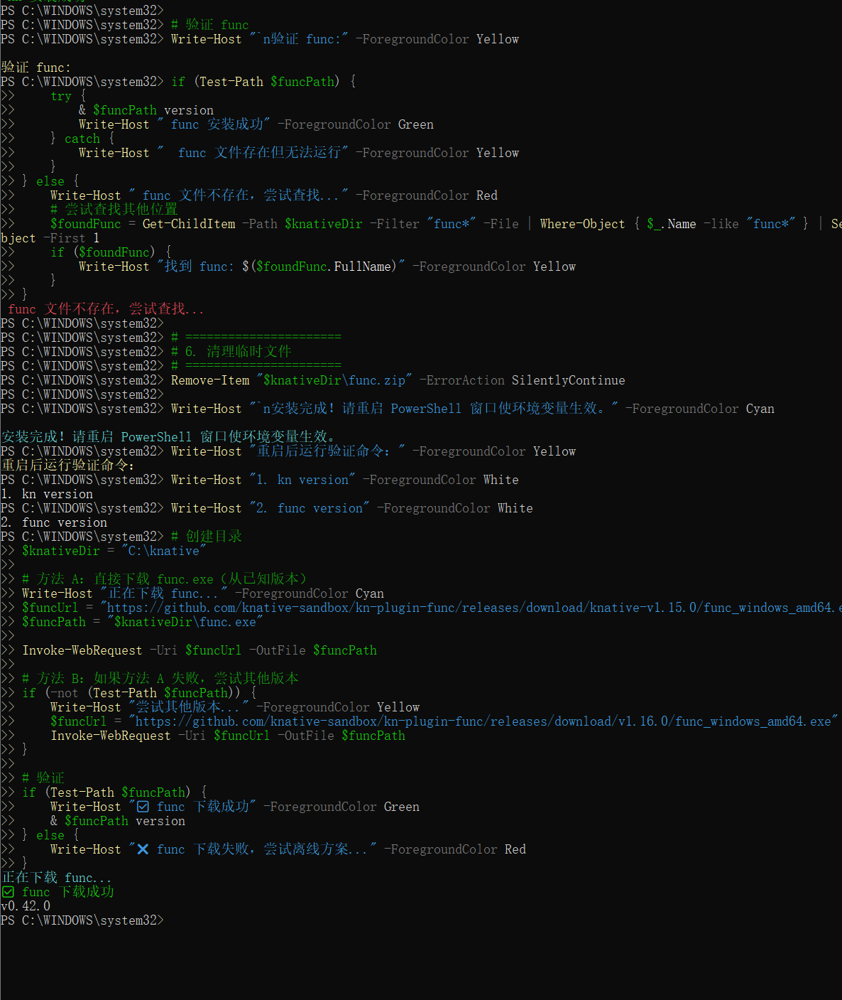 PS C:\WINDOWS\system32>
PS C:\WINDOWS\system32> # 验证 func
PS C:\WINDOWS\system32> Write-Host "`n验证 func:" -ForegroundColor Yellow
验证 func:
PS C:\WINDOWS\system32> if (Test-Path $funcPath) {
>>     try {
>>         & $funcPath version
>>         Write-Host " func 安装成功" -ForegroundColor Green
>>     } catch {
>>         Write-Host "  func 文件存在但无法运行" -ForegroundColor Yellow
>>     }
>> } else {
>>     Write-Host " func 文件不存在，尝试查找..." -ForegroundColor Red
>>     # 尝试查找其他位置
>>     $foundFunc = Get-ChildItem -Path $knativeDir -Filter "func*" -File | Where-Object { $_.Name -like "func*" } | Se
bject -First 1
>>     if ($foundFunc) {
>>         Write-Host "找到 func: $($foundFunc.FullName)" -ForegroundColor Yellow
>>     }
>> }
 func 文件不存在，尝试查找...
PS C:\WINDOWS\system32>
PS C:\WINDOWS\system32> # ======================
PS C:\WINDOWS\system32> # 6. 清理临时文件
PS C:\WINDOWS\system32> # ======================
PS C:\WINDOWS\system32> Remove-Item "$knativeDir\func.zip" -ErrorAction SilentlyContinue
PS C:\WINDOWS\system32>
PS C:\WINDOWS\system32> Write-Host "`n安装完成！请重启 PowerShell 窗口使环境变量生效。" -ForegroundColor Cyan
安装完成！请重启 PowerShell 窗口使环境变量生效。
PS C:\WINDOWS\system32> Write-Host "重启后运行验证命令：" -ForegroundColor Yellow
重启后运行验证命令：
PS C:\WINDOWS\system32> Write-Host "1. kn version" -ForegroundColor White
1. kn version
PS C:\WINDOWS\system32> Write-Host "2. func version" -ForegroundColor White
2. func version
PS C:\WINDOWS\system32> # 创建目录
>> $knativeDir = "C:\knative"
>>
>> # 方法 A：直接下载 func.exe（从已知版本）
>> Write-Host "正在下载 func..." -ForegroundColor Cyan
>> $funcUrl = "https://github.com/knative-sandbox/kn-plugin-func/releases/download/knative-v1.15.0/func_windows_amd64.e
>> $funcPath = "$knativeDir\func.exe"
>>
>> Invoke-WebRequest -Uri $funcUrl -OutFile $funcPath
>>
>> # 方法 B：如果方法 A 失败，尝试其他版本
>> if (-not (Test-Path $funcPath)) {
>>     Write-Host "尝试其他版本..." -ForegroundColor Yellow
>>     $funcUrl = "https://github.com/knative-sandbox/kn-plugin-func/releases/download/v1.16.0/func_windows_amd64.exe"
>>     Invoke-WebRequest -Uri $funcUrl -OutFile $funcPath
>> }
>>
>> # 验证
>> if (Test-Path $funcPath) {
>>     Write-Host "☑ func 下载成功" -ForegroundColor Green
>>     & $funcPath version
>> } else {
>>     Write-Host "❌ func 下载失败，尝试离线方案..." -ForegroundColor Red
>> }
正在下载 func...
☑ func 下载成功
v0.42.0
PS C:\WINDOWS\system32>